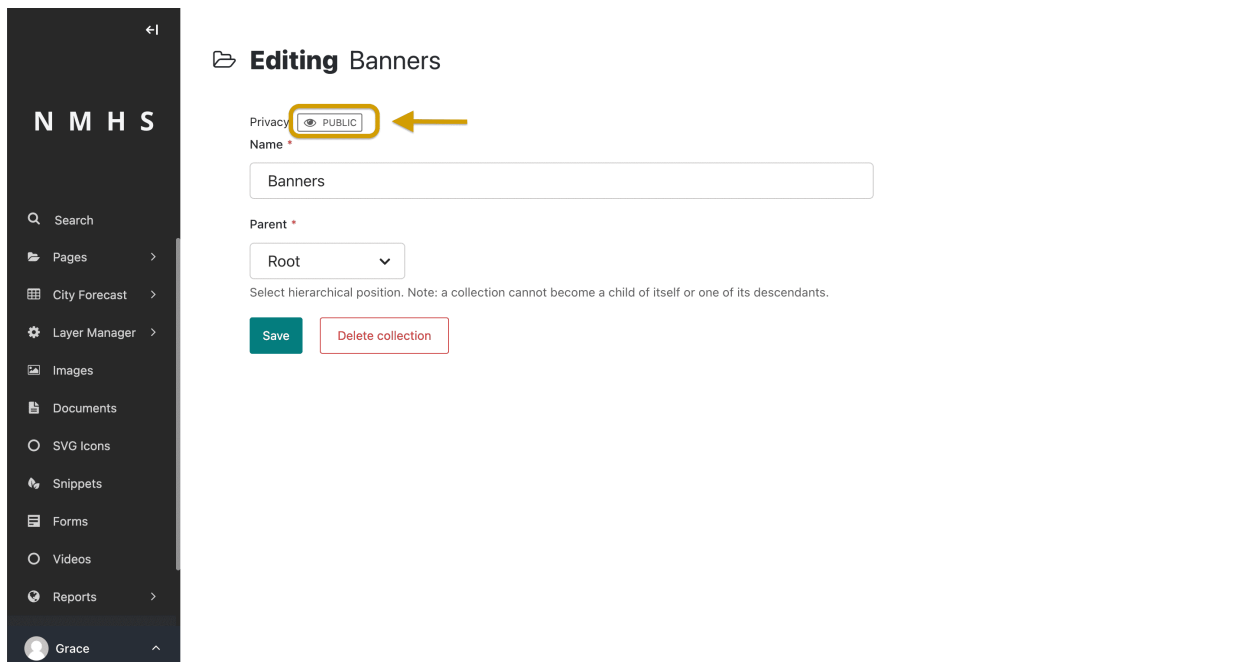 NMHS
Search
Pages
City Forecast
Layer Manager
Images
Documents
SVG Icons
Snippets
Forms
Videos
Reports
Grace
Editing Banners
Privacy PUBLIC
Name *
Banners
Parent *
Root
Select hierarchical position. Note: a collection cannot become a child of itself or one of its descendants.
Save Delete collection